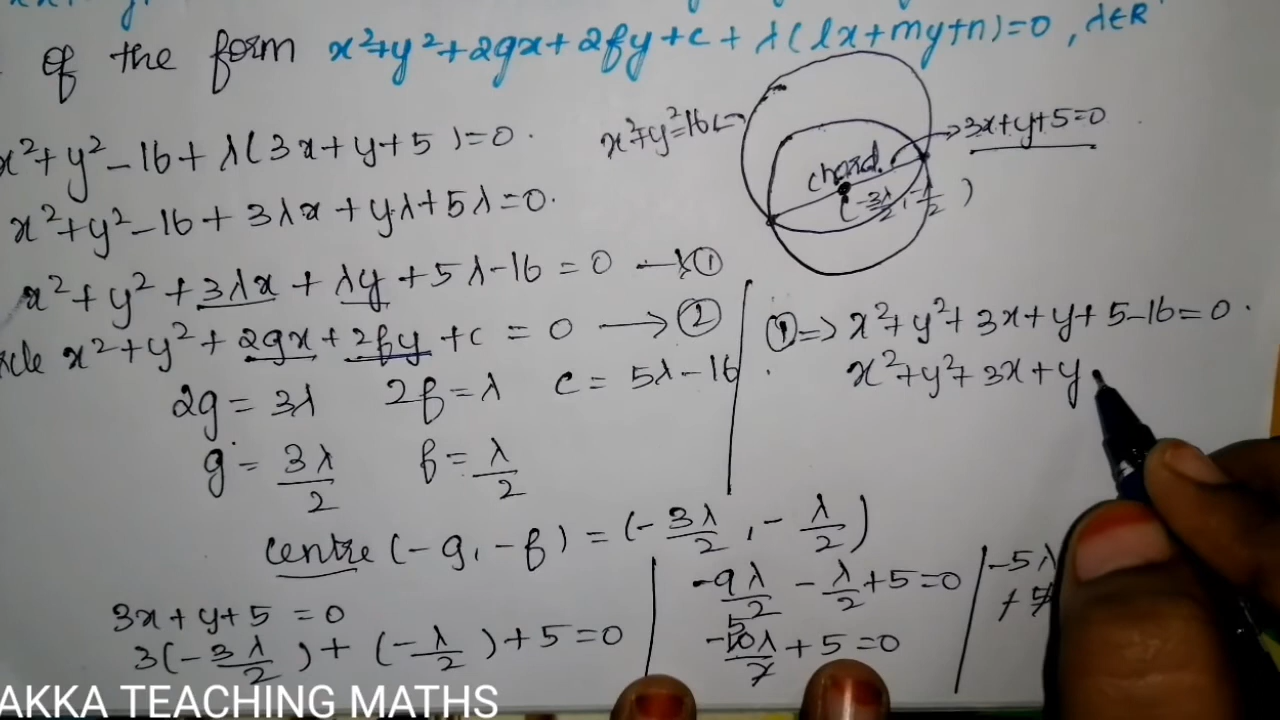 of the form x²+y²+2gx+2fy+c+λ(lx+my+n)=0, λ∈R
x²+y²-16+λ(3x+y+5)=0.
x²+y²-16+3λx+yλ+5λ=0.
x²+y²+3λx+λy+5λ-16=0 →①
x²+y²+2gx+2fy+c=0 →②
2g=3λ 2f=λ c=5λ-16
g=3λ/2 f=λ/2
centre (-g,-f)=(-3λ/2,-λ/2)
3x+y+5=0
3(-3λ/2)+(-λ/2)+5=0
x²+y²=16
3x+y+5=0
chord.
(-3λ/2,-λ/2)
①=> x²+y²+3x+y+5-16=0.
x²+y²+3x+y
-9λ/2-λ/2+5=0
-10λ/2+5=0
5
-5λ
AKKA TEACHING MATHS